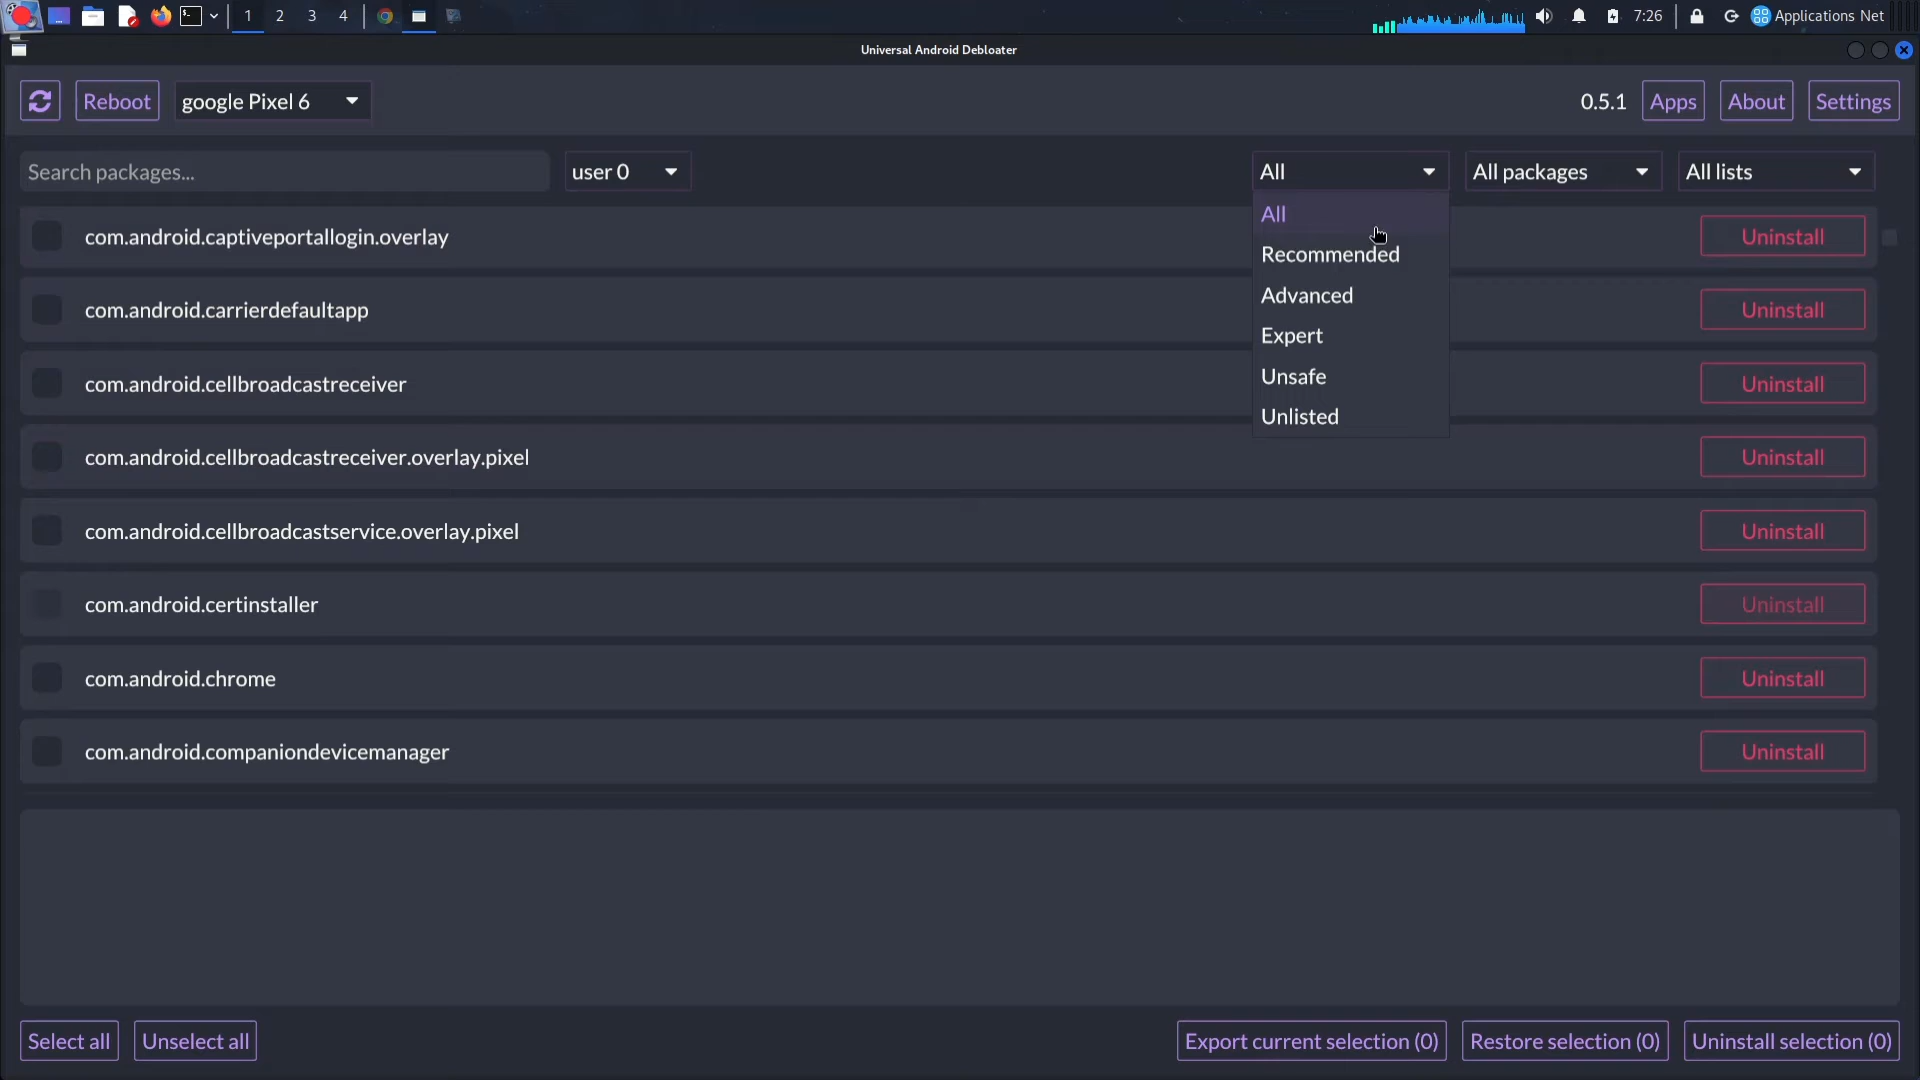 1 2 3 4 7:26 Applications Net
Universal Android Debloater
Reboot google Pixel 6 0.5.1 Apps About Settings
Search packages... user 0 All All packages All lists
All
Recommended
Advanced
Expert
Unsafe
Unlisted
com.android.captiveportallogin.overlay Uninstall
com.android.carrierdefaultapp Uninstall
com.android.cellbroadcastreceiver Uninstall
com.android.cellbroadcastreceiver.overlay.pixel Uninstall
com.android.cellbroadcastservice.overlay.pixel Uninstall
com.android.certinstaller Uninstall
com.android.chrome Uninstall
com.android.companiondevicemanager Uninstall
Select all Unselect all Export current selection (0) Restore selection (0) Uninstall selection (0)